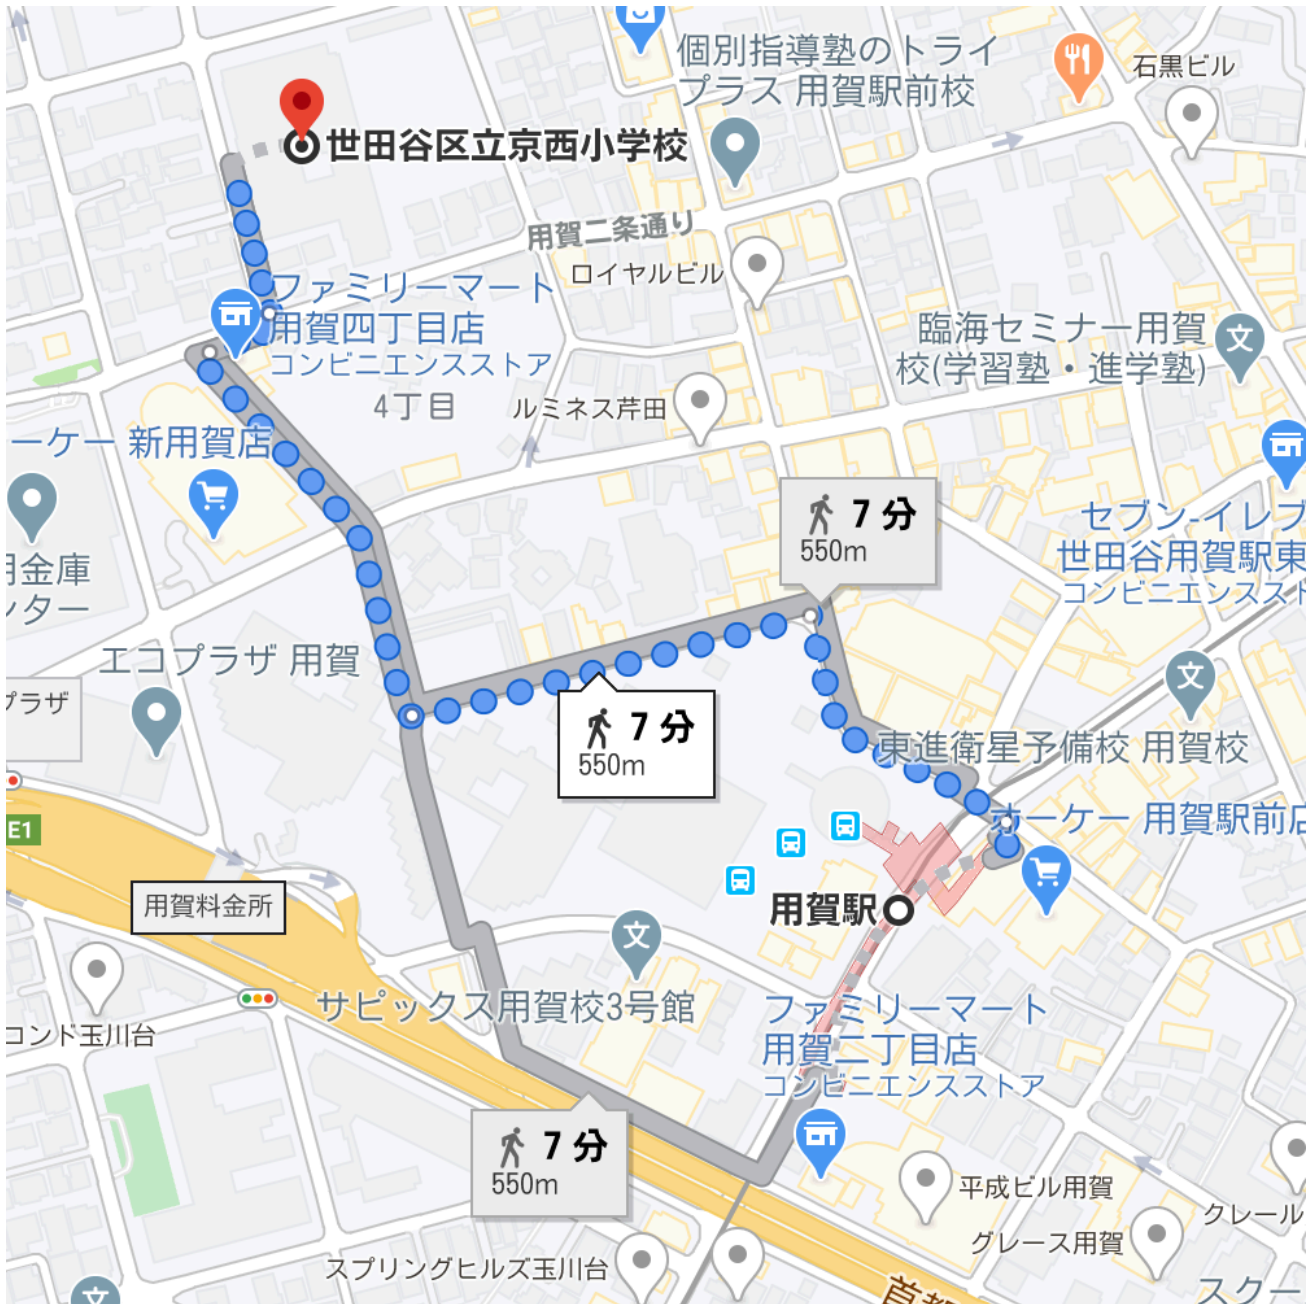 個別指導塾のトライ
プラス 用賀駅前校
石黒ビル
世田谷区立京西小学校
用賀二条通り
ロイヤルビル
ファミリーマート
用賀四丁目店
コンビニエンスストア
臨海セミナー用賀
校(学習塾・進学塾)
文
4丁目
ルミネス芹田
ーケー 新用賀店
7 分
550m
セブン-イレブ
世田谷用賀駅東
コンビニエンススト
用金庫
ンター
エコプラザ 用賀
プラザ
文
7 分
550m
東進衛星予備校 用賀校
E1
オーケー 用賀駅前店
用賀料金所
用賀駅
文
サピックス用賀校3号館
ファミリーマート
用賀二丁目店
コンビニエンスストア
コンド玉川台
7 分
550m
平成ビル用賀
クレール
グレース用賀
スプリングヒルズ玉川台
文
スクー
首都